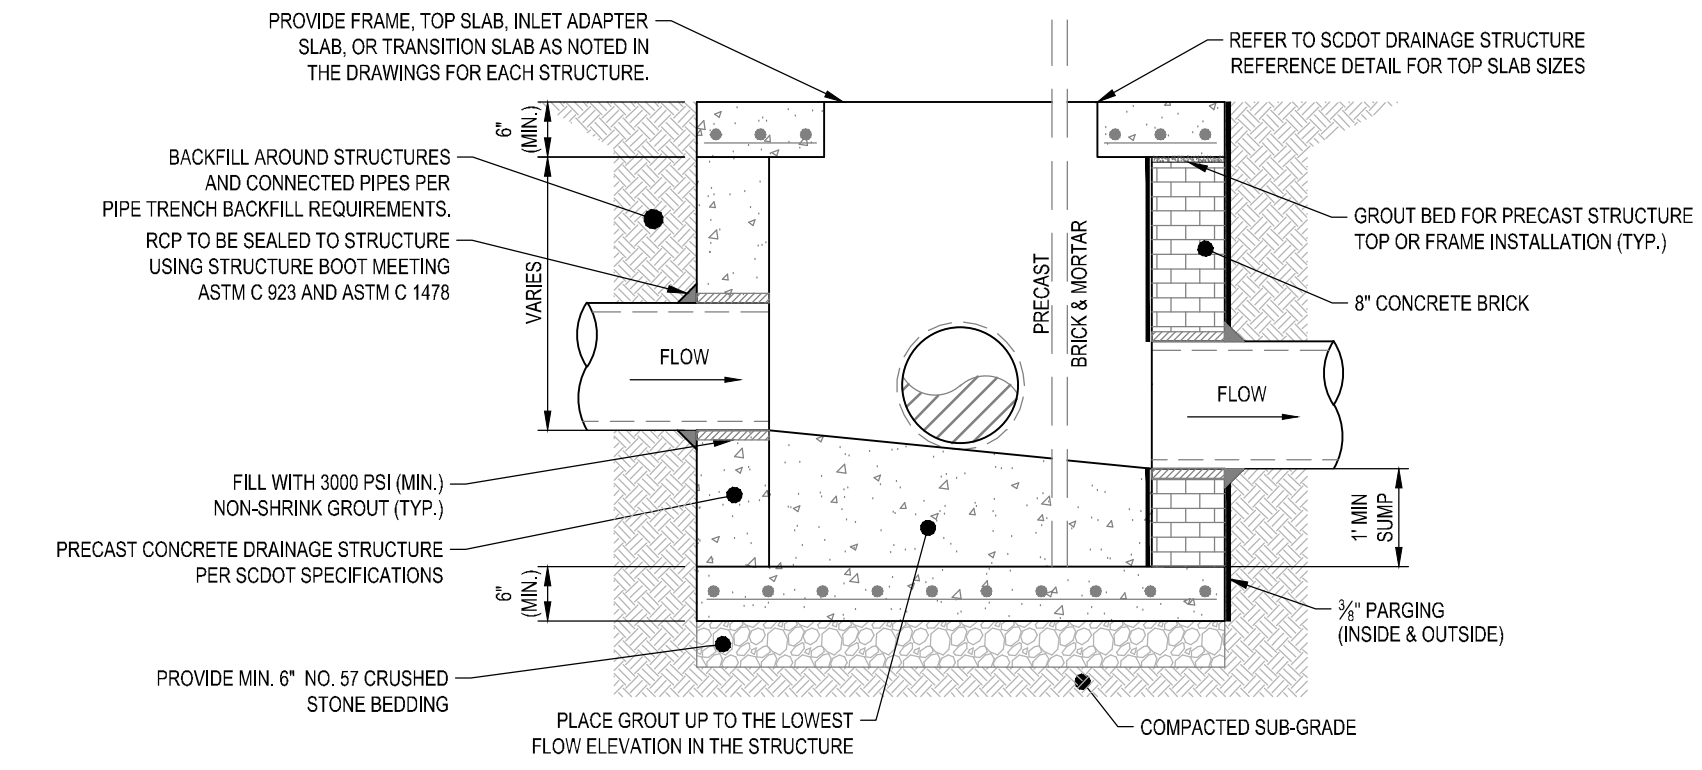 PROVIDE FRAME, TOP SLAB, INLET ADAPTER
SLAB, OR TRANSITION SLAB AS NOTED IN
THE DRAWINGS FOR EACH STRUCTURE.
REFER TO SCDOT DRAINAGE STRUCTURE
REFERENCE DETAIL FOR TOP SLAB SIZES
6"
(MIN.)
BACKFILL AROUND STRUCTURES
AND CONNECTED PIPES PER
PIPE TRENCH BACKFILL REQUIREMENTS.
RCP TO BE SEALED TO STRUCTURE
USING STRUCTURE BOOT MEETING
ASTM C 923 AND ASTM C 1478
VARIES
PRECAST
BRICK & MORTAR
GROUT BED FOR PRECAST STRUCTURE
TOP OR FRAME INSTALLATION (TYP.)
8" CONCRETE BRICK
FLOW
FLOW
FILL WITH 3000 PSI (MIN.)
NON-SHRINK GROUT (TYP.)
1' MIN
SUMP
PRECAST CONCRETE DRAINAGE STRUCTURE
PER SCDOT SPECIFICATIONS
6"
(MIN.)
⅜" PARGING
(INSIDE & OUTSIDE)
PROVIDE MIN. 6" NO. 57 CRUSHED
STONE BEDDING
PLACE GROUT UP TO THE LOWEST
FLOW ELEVATION IN THE STRUCTURE
COMPACTED SUB-GRADE